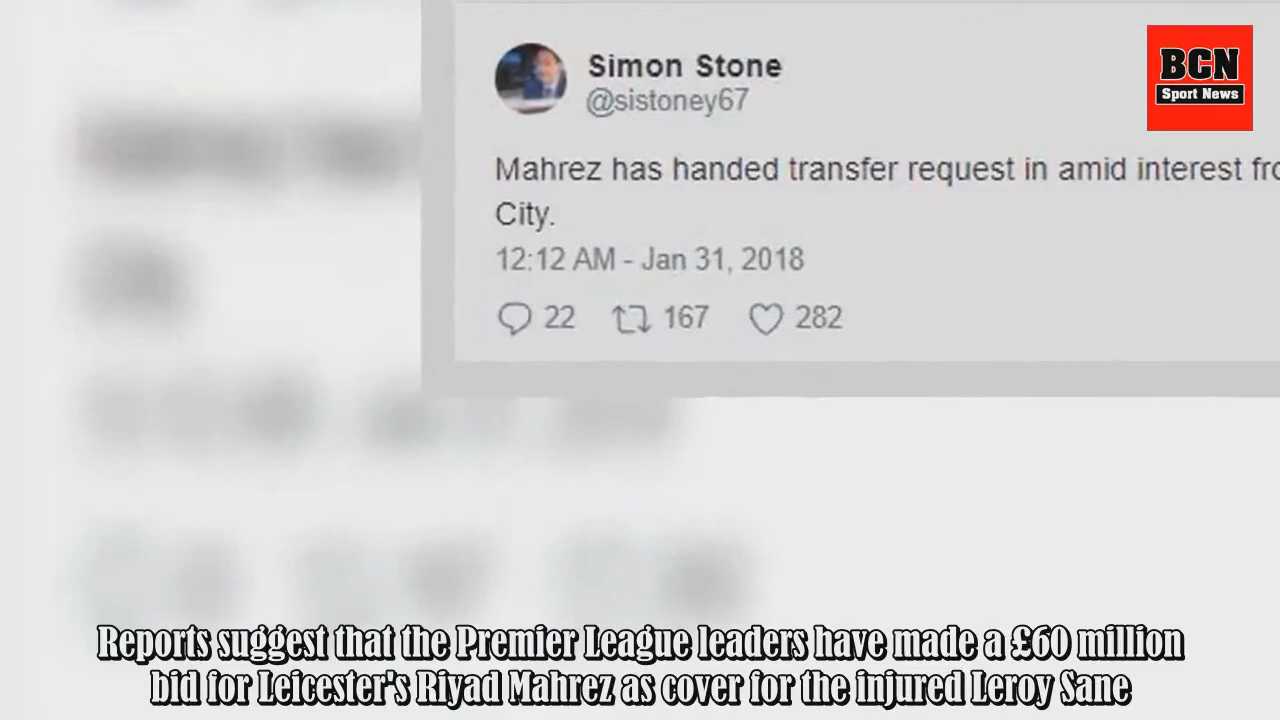 BCN
Sport News
Simon Stone
@sistoney67
Mahrez has handed transfer request in amid interest
City.
12:12 AM - Jan 31, 2018
22 167 282
Reports suggest that the Premier League leaders have made a £60 million
bid for Leicester's Riyad Mahrez as cover for the injured Leroy Sane